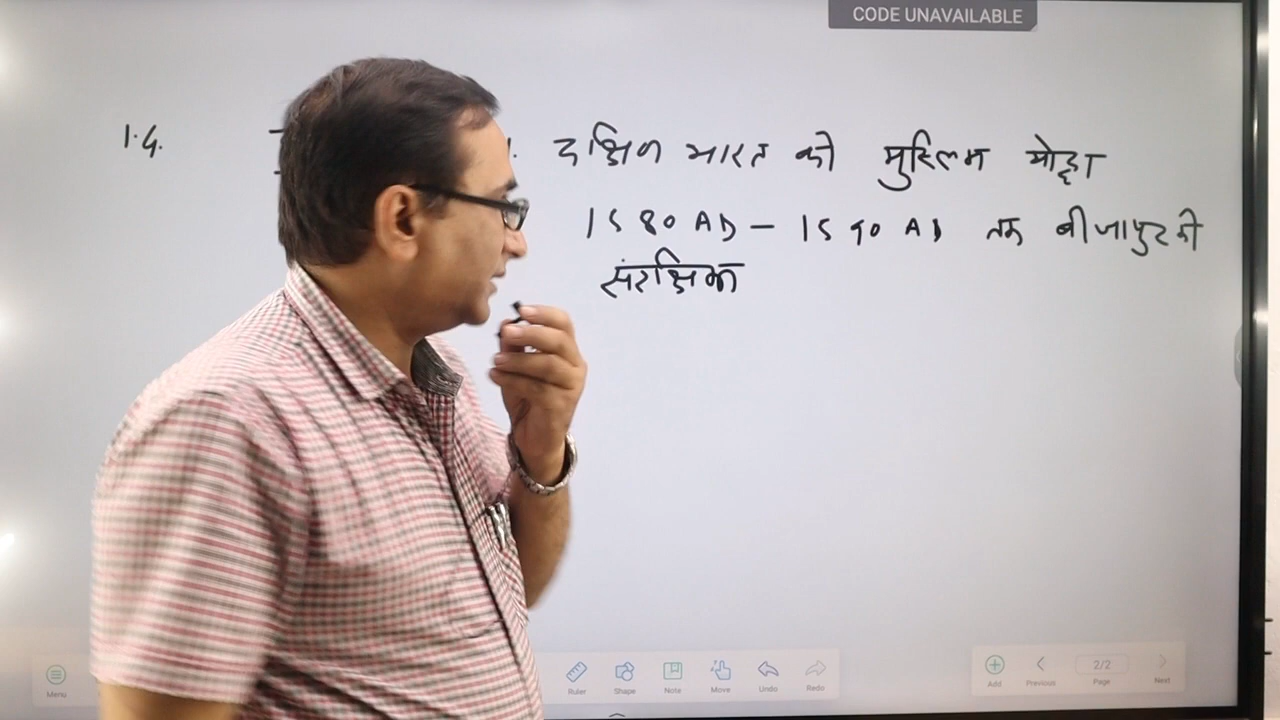 CODE UNAVAILABLE
1.4. दक्षिण भारत की मुस्लिम योद्धा
1580 AD – 1590 AD तक बीजापुर की
संरक्षिका
Menu Ruler Shape Note Move Undo Redo Add Previous 2/2 Page Next